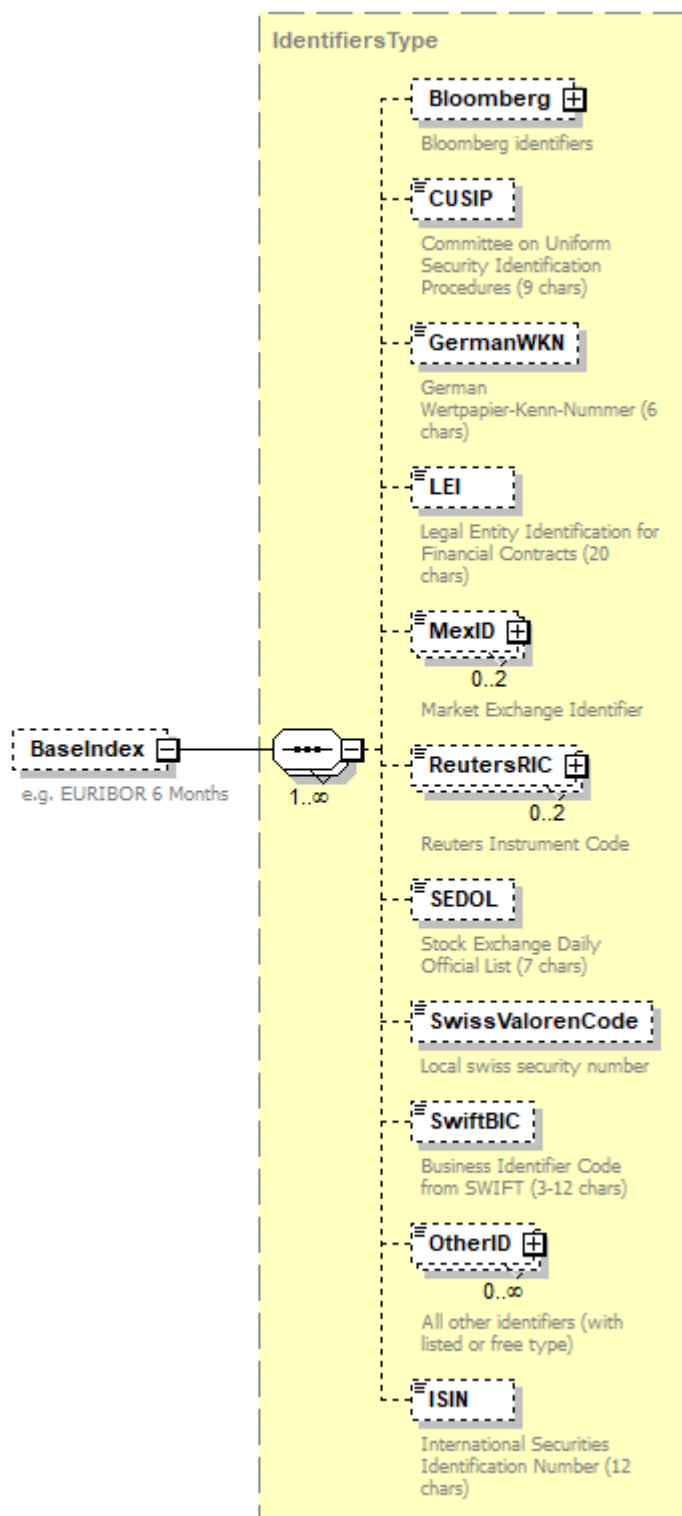 IdentifiersType
Bloomberg
Bloomberg identifiers
CUSIP
Committee on Uniform
Security Identification
Procedures (9 chars)
GermanWKN
German
Wertpapier-Kenn-Nummer (6
chars)
LEI
Legal Entity Identification for
Financial Contracts (20
chars)
MexID
0..2
Market Exchange Identifier
BaseIndex
e.g. EURIBOR 6 Months
1..∞
ReutersRIC
0..2
Reuters Instrument Code
SEDOL
Stock Exchange Daily
Official List (7 chars)
SwissValorenCode
Local swiss security number
SwiftBIC
Business Identifier Code
from SWIFT (3-12 chars)
OtherID
0..∞
All other identifiers (with
listed or free type)
ISIN
International Securities
Identification Number (12
chars)